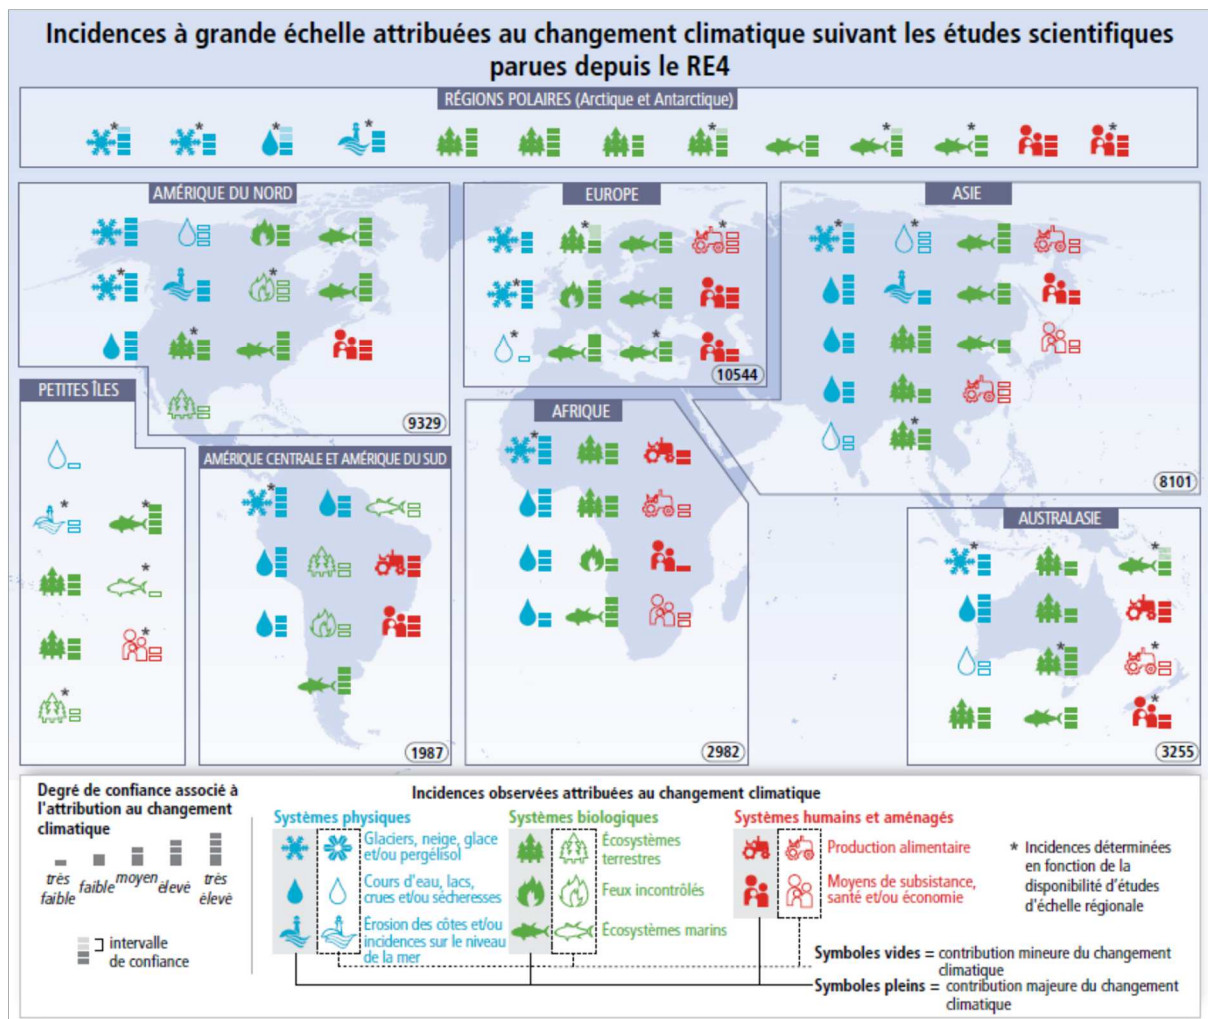 Incidences à grande échelle attribuées au changement climatique suivant les études scientifiques
parues depuis le RE4
RÉGIONS POLAIRES (Arctique et Antarctique)
* * * * * * * *
AMÉRIQUE DU NORD
* * *
9329
EUROPE
* * * *
10544
ASIE
* * *
8101
PETITES ÎLES
* * * * *
AMÉRIQUE CENTRALE ET AMÉRIQUE DU SUD
*
1987
AFRIQUE
*
2982
AUSTRALASIE
* * * * *
3255
Degré de confiance associé à
l'attribution au changement
climatique
très
faible
faible
moyen
élevé
très
élevé
intervalle
de confiance
Incidences observées attribuées au changement climatique
Systèmes physiques
Glaciers, neige, glace
et/ou pergélisol
Cours d'eau, lacs,
crues et/ou sécheresses
Érosion des côtes et/ou
incidences sur le niveau
de la mer
Systèmes biologiques
Écosystèmes
terrestres
Feux incontrôlés
Écosystèmes marins
Systèmes humains et aménagés
Production alimentaire
Moyens de subsistance,
santé et/ou économie
* Incidences déterminées
en fonction de la
disponibilité d'études
d'échelle régionale
Symboles vides = contribution mineure du changement
climatique
Symboles pleins = contribution majeure du changement
climatique